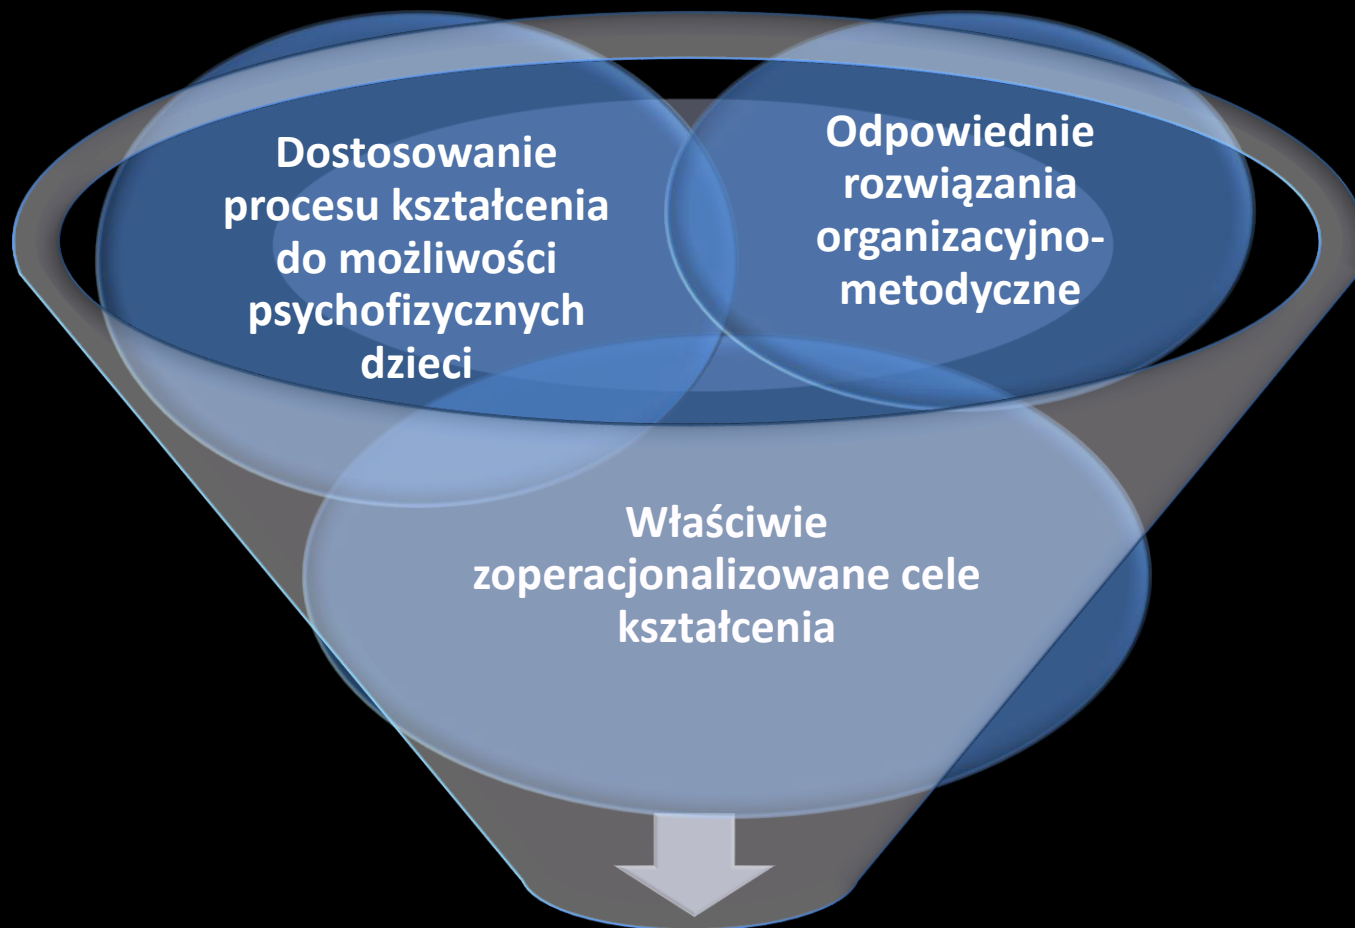 Dostosowanie
procesu kształcenia
do możliwości
psychofizycznych
dzieci
Odpowiednie
rozwiązania
organizacyjno-
metodyczne
Właściwie
zoperacjonalizowane cele
kształcenia